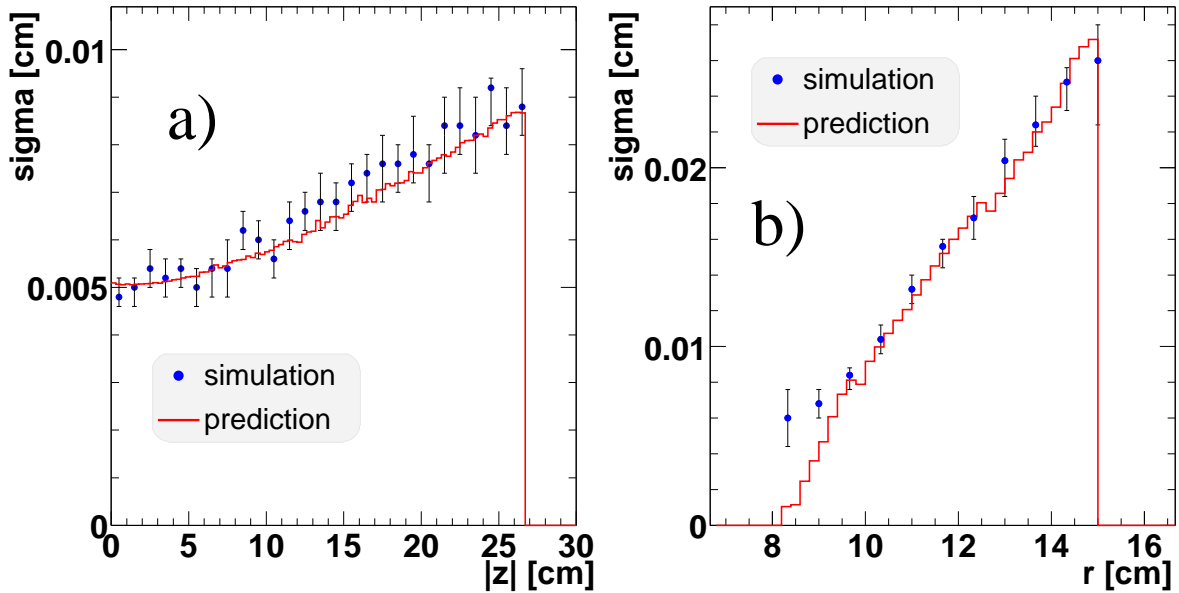 sigma [cm]
0.01
0.005
0
a)
simulation
prediction
0 5 10 15 20 25 30
|z| [cm]
sigma [cm]
0.02
0.01
0
simulation
prediction
b)
8 10 12 14 16
r [cm]